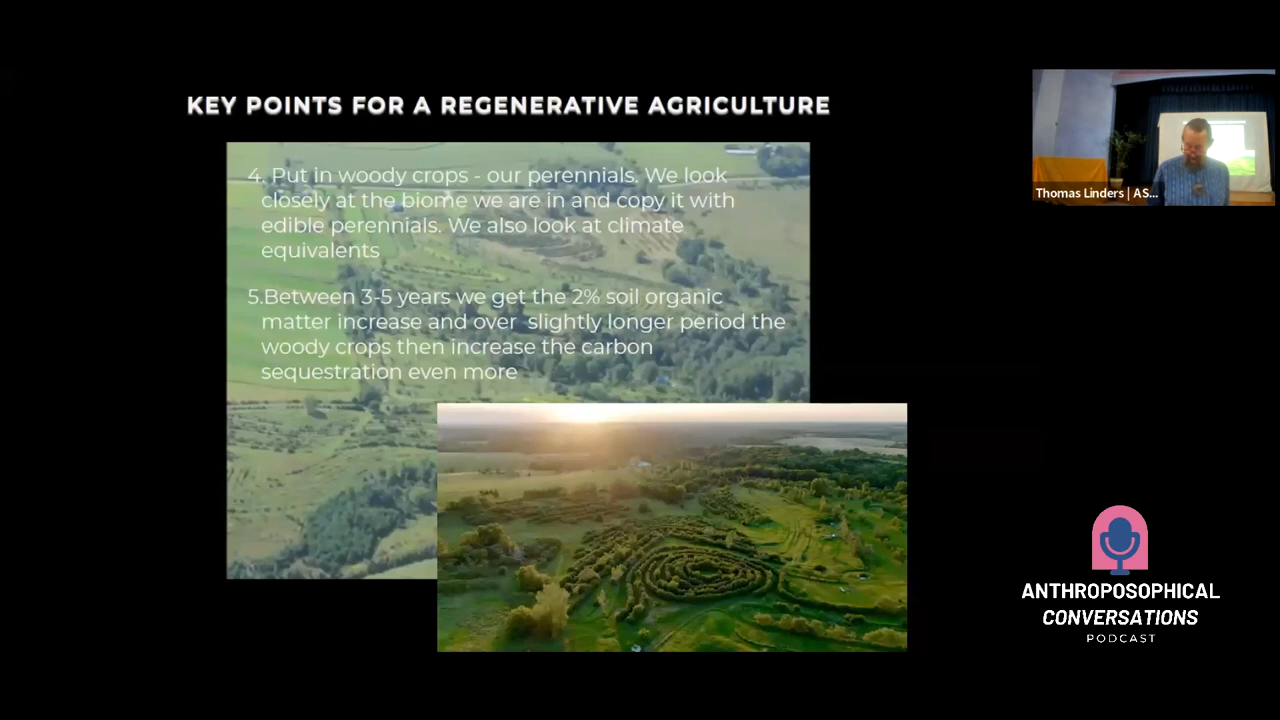 KEY POINTS FOR A REGENERATIVE AGRICULTURE
4. Put in woody crops - our perennials. We look
closely at the biome we are in and copy it with
edible perennials. We also look at climate
equivalents
5.Between 3-5 years we get the 2% soil organic
matter increase and over slightly longer period the
woody crops then increase the carbon
sequestration even more
Thomas Linders | AS...
ANTHROPOSOPHICAL
CONVERSATIONS
PODCAST